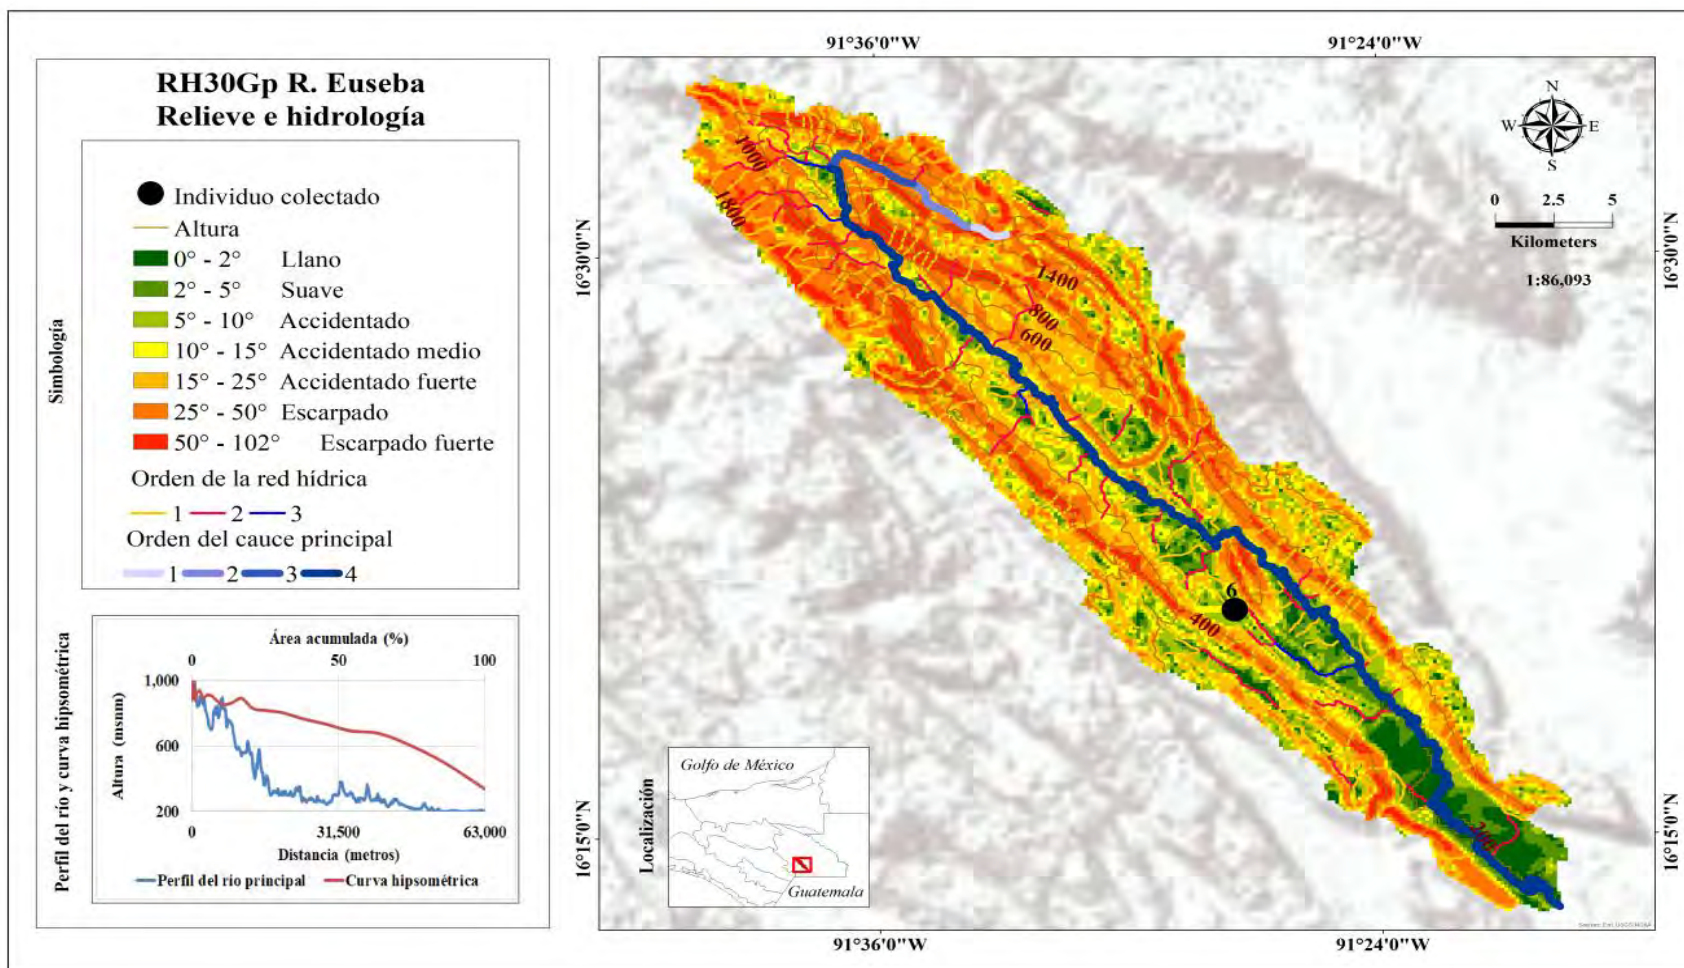 RH30Gp R. Euseba
Relieve e hidrología
Simbología
Individuo colectado
Altura
0° - 2° Llano
2° - 5° Suave
5° - 10° Accidentado
10° - 15° Accidentado medio
15° - 25° Accidentado fuerte
25° - 50° Escarpado
50° - 102° Escarpado fuerte
Orden de la red hídrica
1 2 3
Orden del cauce principal
1 2 3 4
Perfil del río y curva hipsométrica
Área acumulada (%)
0 50 100
Altura (msnm)
1,000
600
200
0 31,500 63,000
Distancia (metros)
Perfil del río principal Curva hipsométrica
91°36'0"W 91°24'0"W
N
W E
S
0 2.5 5
Kilometers
1:86,093
16°30'0"N 16°30'0"N
1000
1800
1400
800
600
6
400
200
Localización
Golfo de México
Guatemala
16°15'0"N 16°15'0"N
91°36'0"W 91°24'0"W